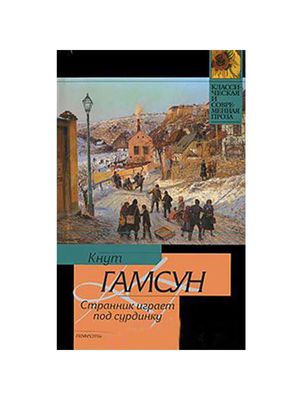 КЛАССИ-
ЧЕСКАЯ И
СОВРЕ-
МЕННАЯ
ПРОЗА
Кнут
ГАМСУН
Странник играет
под сурдинку